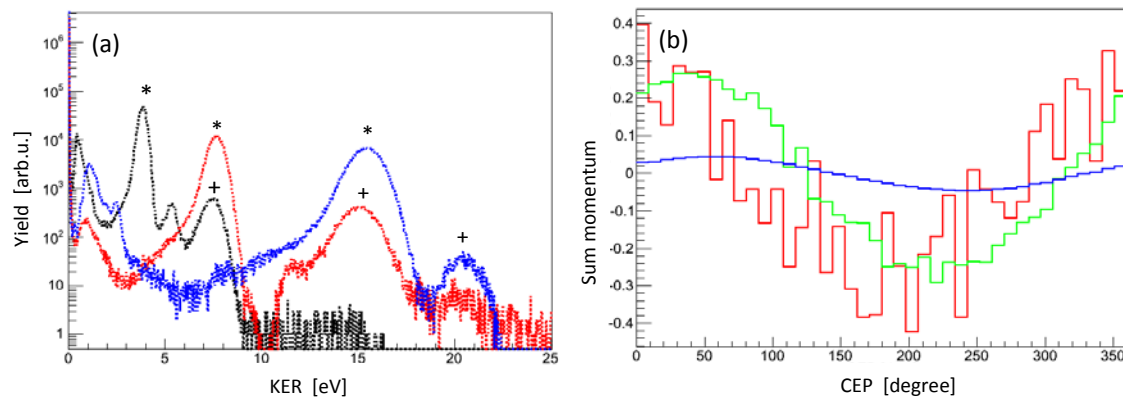 (a)
Yield [arb.u.]
10⁶
10⁵
10⁴
10³
10²
10
1
*
*
*
+
+
+
0 5 10 15 20 25
KER [eV]
(b)
Sum momentum
0.4
0.3
0.2
0.1
0
-0.1
-0.2
-0.3
-0.4
0 50 100 150 200 250 300 350
CEP [degree]